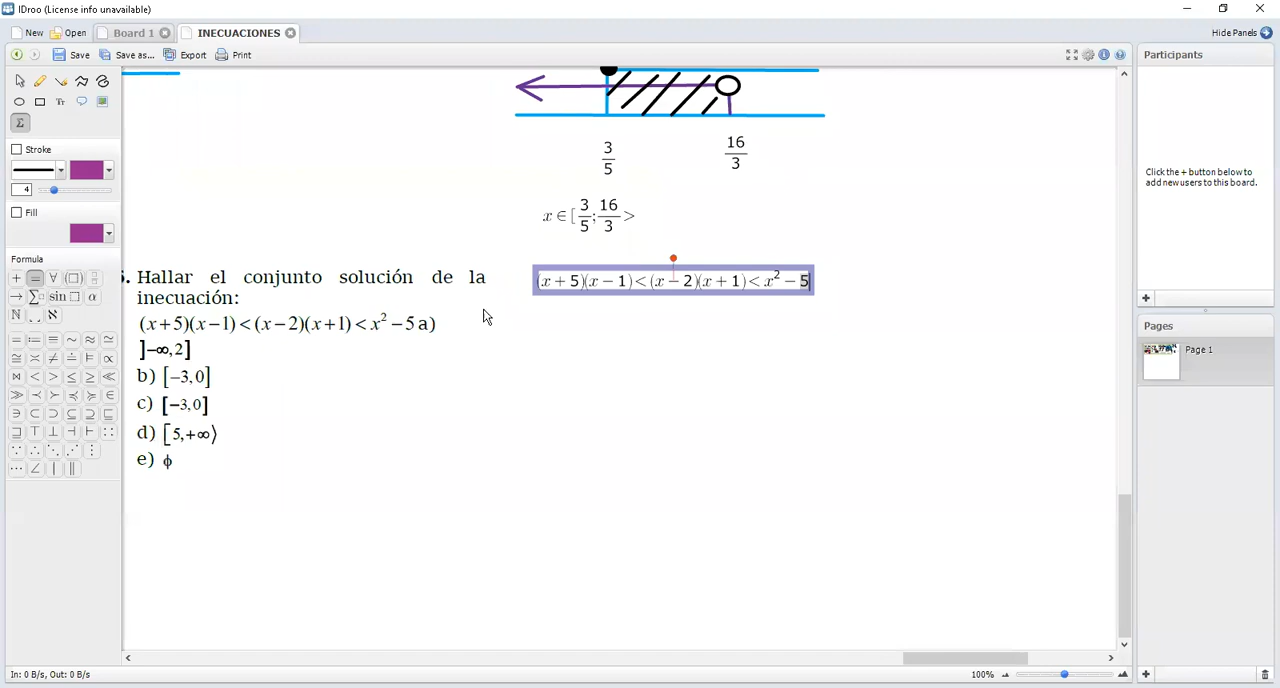 IDroo (License info unavailable)
New Open Board 1 INECUACIONES Hide Panels
Save Save as... Export Print
Participants
Click the + button below to
add new users to this board.
Stroke
4
Fill
Formula
3/5 16/3
x ∈ [3/5; 16/3 >
. Hallar el conjunto solución de la
inecuación:
(x+5)(x−1) < (x−2)(x+1) < x² −5 a)
]−∞,2]
b) [−3,0]
c) [−3,0]
d) [5,+∞⟩
e) ϕ
(x + 5)(x − 1) < (x − 2)(x + 1) < x² − 5
Pages
Page 1
In: 0 B/s, Out: 0 B/s
100%